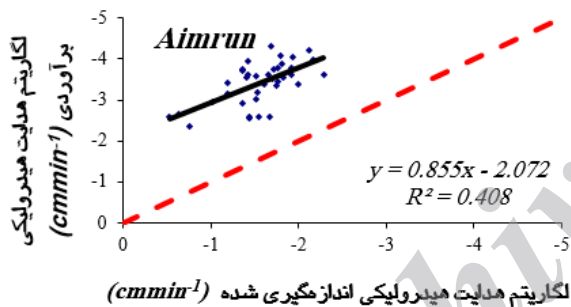 لگاریتم هدایت هیدرولیکی
برآوردی (cmmin-1)
-5
-4
-3
-2
-1
0
Aimrun
y = 0.855x - 2.072
R² = 0.408
0 -1 -2 -3 -4 -5
لگاریتم هدایت هیدرولیکی اندازه‌گیری شده (cmmin-1)